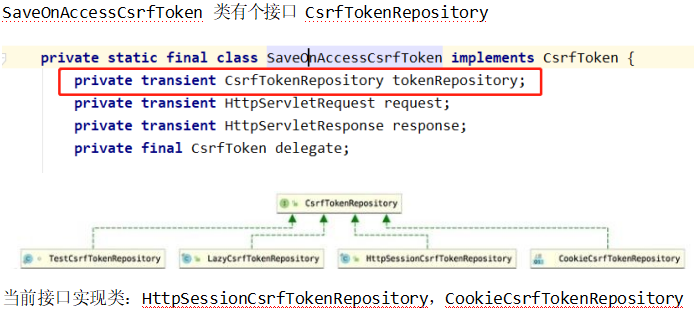 SaveOnAccessCsrfToken 类有个接口 CsrfTokenRepository
private static final class SaveOnAccessCsrfToken implements CsrfToken {
private transient CsrfTokenRepository tokenRepository;
private transient HttpServletRequest request;
private transient HttpServletResponse response;
private final CsrfToken delegate;
CsrfTokenRepository
TestCsrfTokenRepository LazyCsrfTokenRepository HttpSessionCsrfTokenRepository CookieCsrfTokenRepository
当前接口实现类：HttpSessionCsrfTokenRepository，CookieCsrfTokenRepository